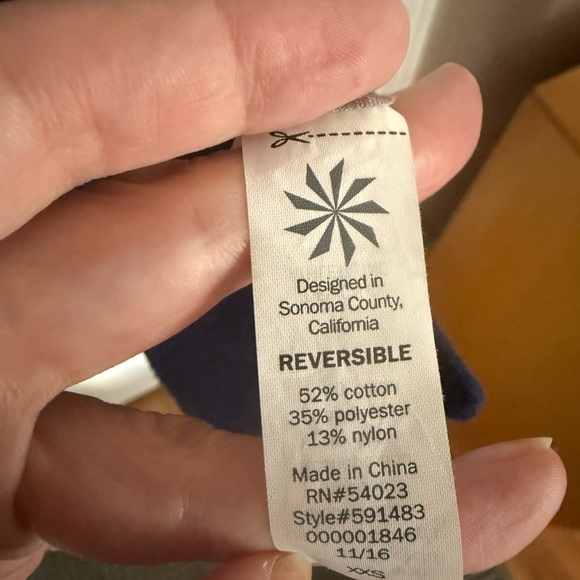 Designed in
Sonoma County,
California
REVERSIBLE
52% cotton
35% polyester
13% nylon
Made in China
RN#54023
Style#591483
000001846
11/16
XXS